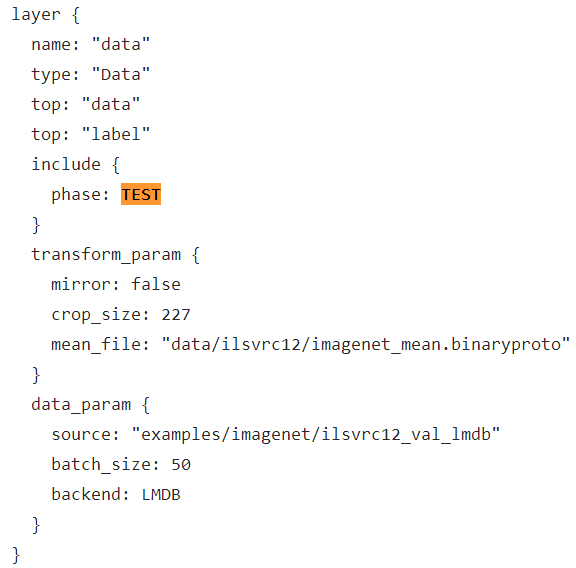 layer {
  name: "data"
  type: "Data"
  top: "data"
  top: "label"
  include {
    phase: TEST
  }
  transform_param {
    mirror: false
    crop_size: 227
    mean_file: "data/ilsvrc12/imagenet_mean.binaryproto"
  }
  data_param {
    source: "examples/imagenet/ilsvrc12_val_lmdb"
    batch_size: 50
    backend: LMDB
  }
}